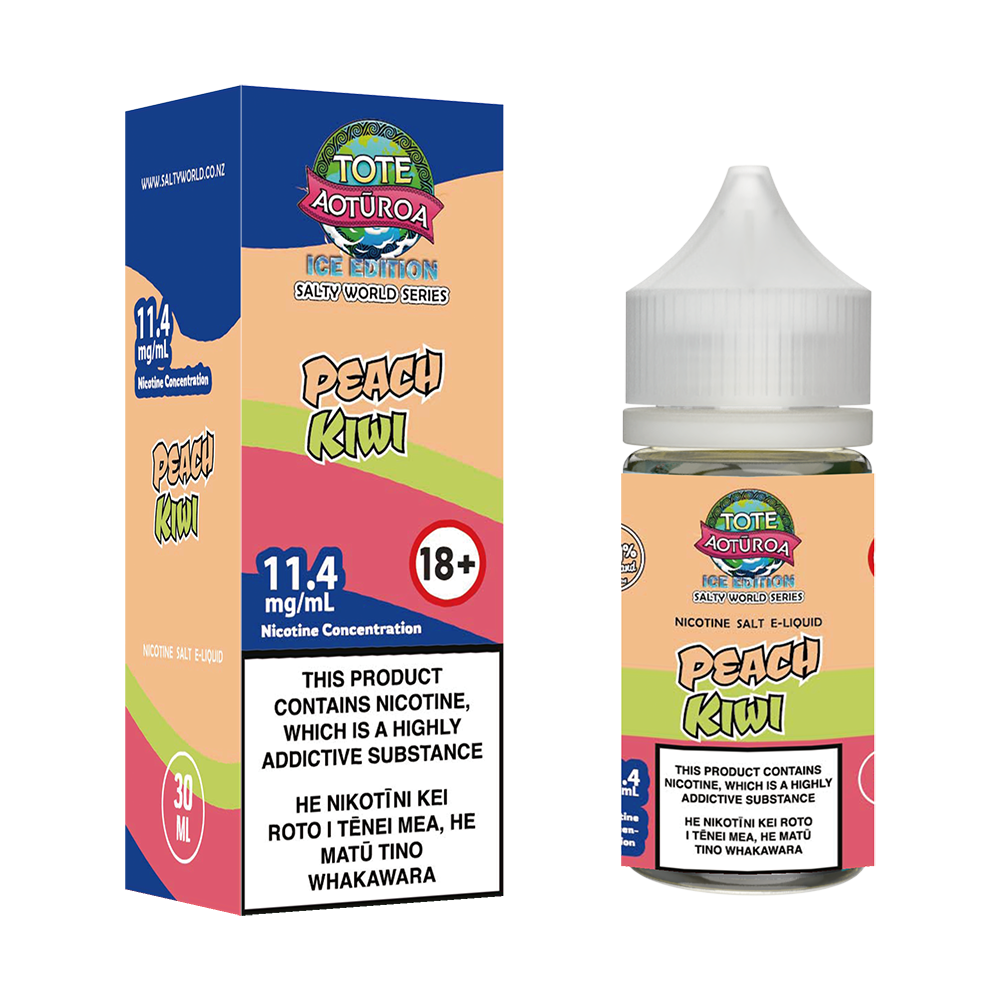 WWW.SALTYWORLD.CO.NZ
11.4
mg/mL
Nicotine Concentration
PEACH
KIWI
NICOTINE SALT E-LIQUID
30
ML
TOTE
AOTŪROA
ICE EDITION
SALTY WORLD SERIES
PEACH
KIWI
11.4
mg/mL
Nicotine Concentration
18+
THIS PRODUCT
CONTAINS NICOTINE,
WHICH IS A HIGHLY
ADDICTIVE SUBSTANCE
HE NIKOTĪNI KEI
ROTO I TĒNEI MEA, HE
MATŪ TINO
WHAKAWARA
TOTE
AOTŪROA
ICE EDITION
SALTY WORLD SERIES
NICOTINE SALT E-LIQUID
PEACH
KIWI
.4
mL
THIS PRODUCT CONTAINS
NICOTINE, WHICH IS A HIGHLY
ADDICTIVE SUBSTANCE
HE NIKOTĪNI KEI ROTO
I TĒNEI MEA, HE MATŪ
TINO WHAKAWARA